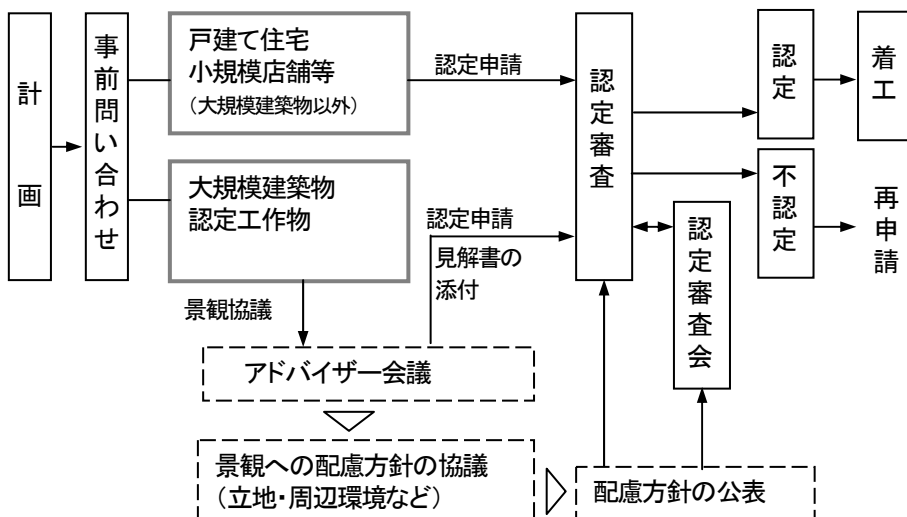 計画
事前問い合わせ
戸建て住宅
小規模店舗等
（大規模建築物以外）
認定申請
認定審査
認定
着工
大規模建築物
認定工作物
認定申請
見解書の
添付
不認定
再申請
認定審査会
景観協議
アドバイザー会議
景観への配慮方針の協議
（立地・周辺環境など）
配慮方針の公表